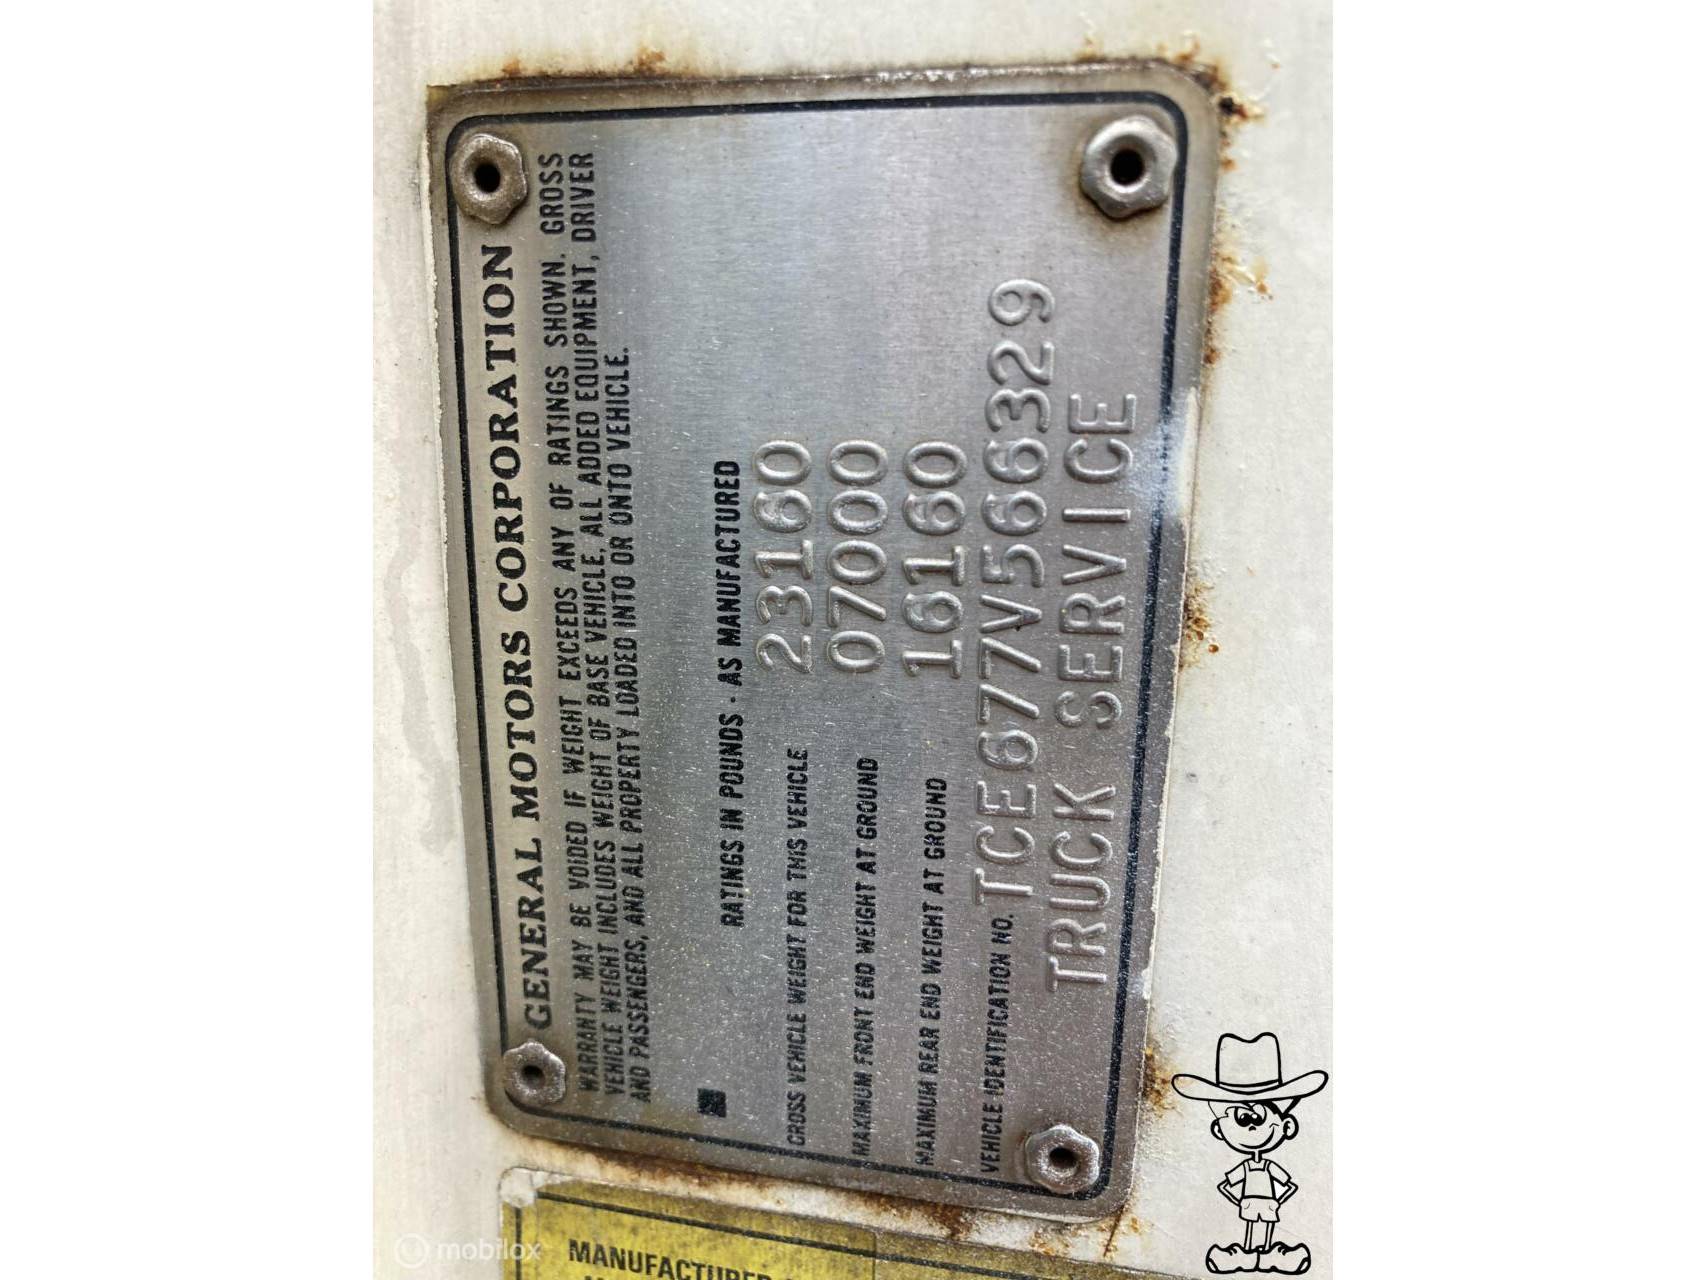 GENERAL MOTORS CORPORATION
WARRANTY MAY BE VOIDED IF WEIGHT EXCEEDS ANY OF RATINGS SHOWN. GROSS
VEHICLE WEIGHT INCLUDES WEIGHT OF BASE VEHICLE, ALL ADDED EQUIPMENT, DRIVER
AND PASSENGERS, AND ALL PROPERTY LOADED INTO OR ONTO VEHICLE.
RATINGS IN POUNDS - AS MANUFACTURED
GROSS VEHICLE WEIGHT FOR THIS VEHICLE 23160
MAXIMUM FRONT END WEIGHT AT GROUND 07000
MAXIMUM REAR END WEIGHT AT GROUND 16160
VEHICLE IDENTIFICATION NO. TCE677V566329
TRUCK SERVICE
MANUFACTURED
mobilox